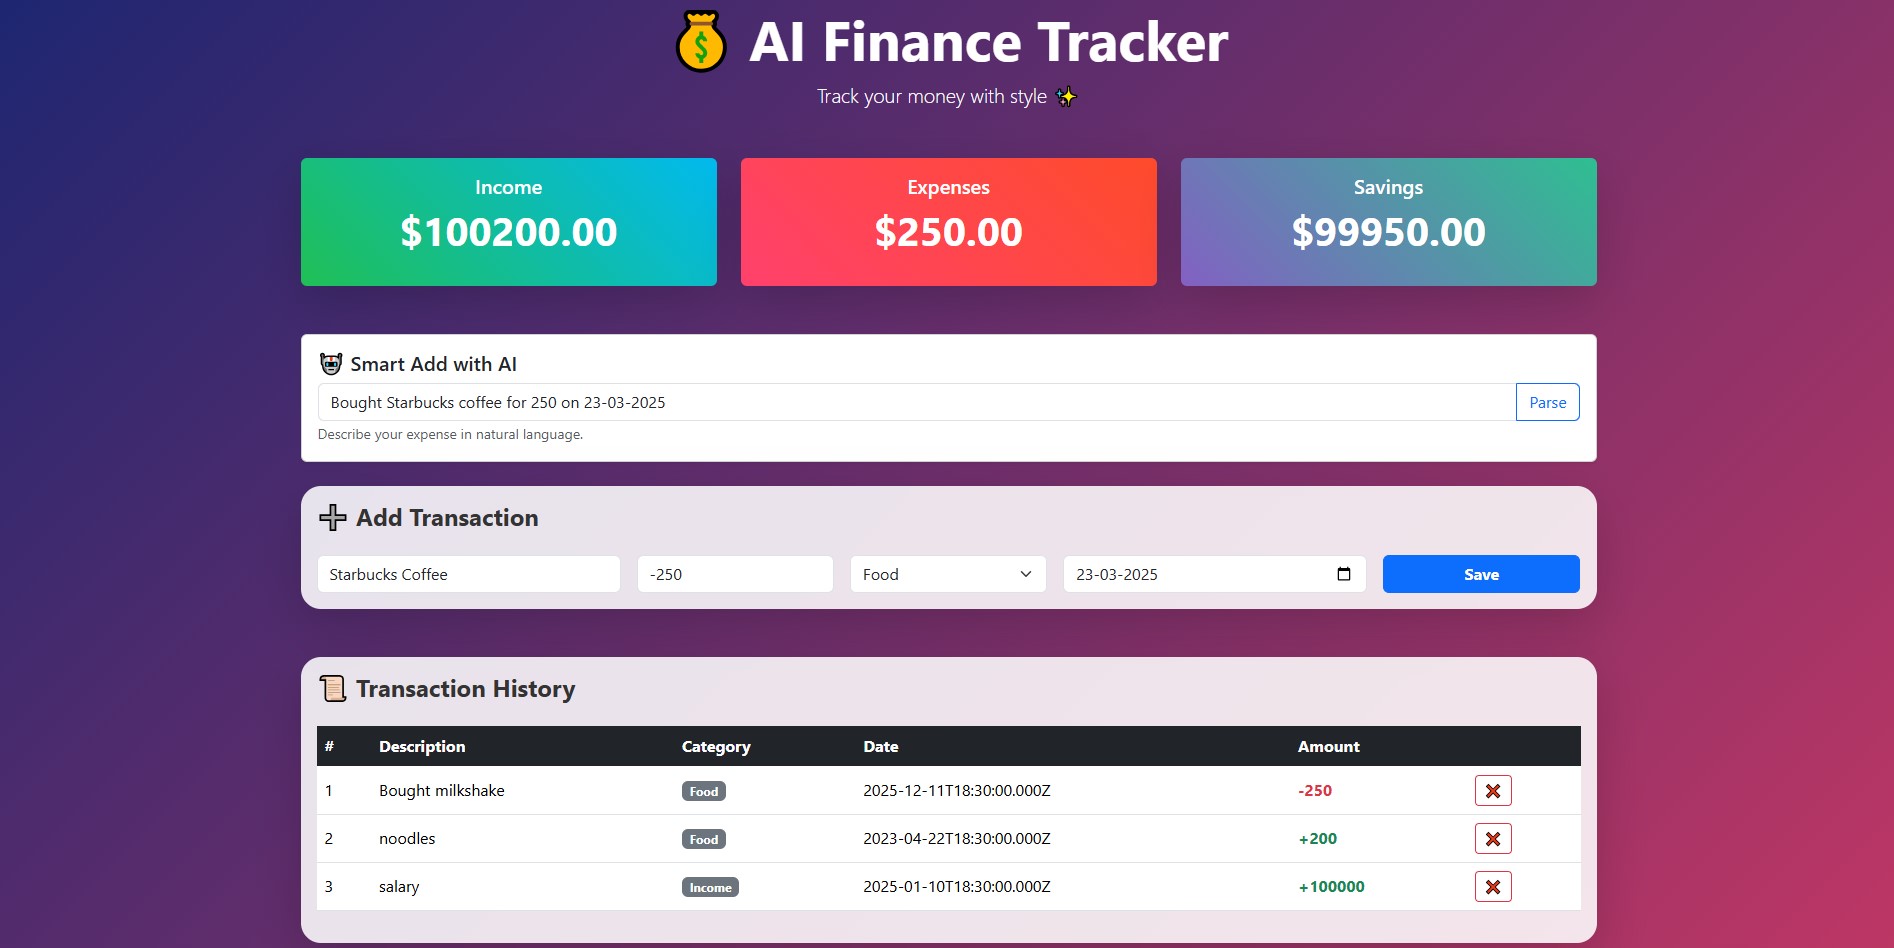 AI Finance Tracker
Track your money with style
Income
$100200.00
Expenses
$250.00
Savings
$99950.00
Smart Add with AI
Bought Starbucks coffee for 250 on 23-03-2025 Parse
Describe your expense in natural language.
Add Transaction
Starbucks Coffee -250 Food 23-03-2025 Save
Transaction History
# Description Category Date Amount
1 Bought milkshake Food 2025-12-11T18:30:00.000Z -250
2 noodles Food 2023-04-22T18:30:00.000Z +200
3 salary Income 2025-01-10T18:30:00.000Z +100000